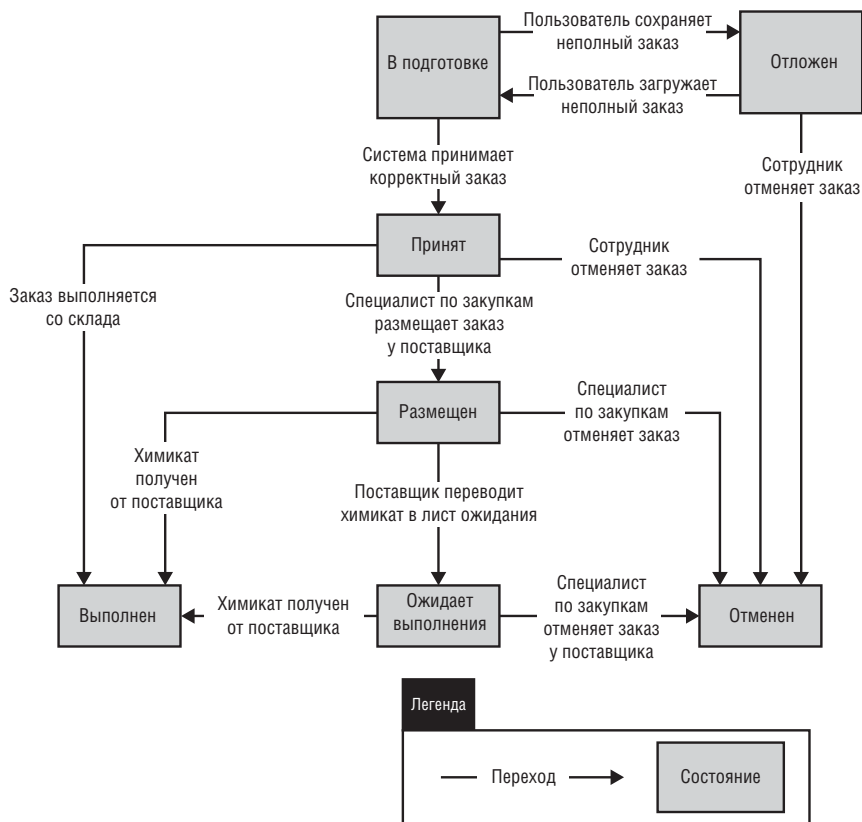 Пользователь сохраняет
неполный заказ
В подготовке
Отложен
Пользователь загружает
неполный заказ
Система принимает
корректный заказ
Сотрудник
отменяет заказ
Принят
Сотрудник
отменяет заказ
Заказ выполняется
со склада
Специалист по закупкам
размещает заказ
у поставщика
Размещен
Специалист
по закупкам
отменяет заказ
Химикат
получен
от поставщика
Поставщик переводит
химикат в лист ожидания
Выполнен
Химикат получен
от поставщика
Ожидает
выполнения
Специалист
по закупкам
отменяет заказ
у поставщика
Отменен
Легенда
Переход
Состояние